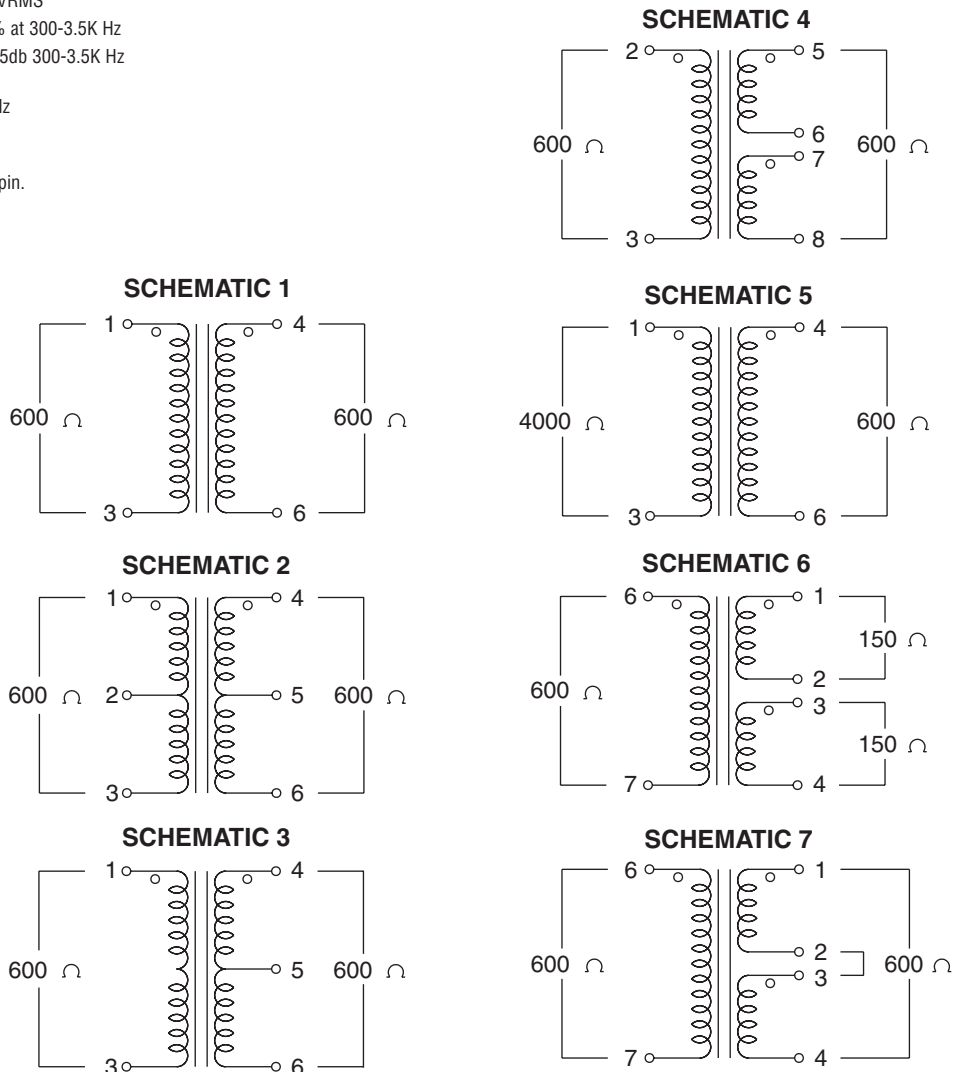 VRMS
% at 300-3.5K Hz
5db 300-3.5K Hz
Hz
pin.
SCHEMATIC 4
2
5
6
600 Ω
7
600 Ω
3
8
SCHEMATIC 1
1
4
600 Ω
600 Ω
3
6
SCHEMATIC 5
1
4
4000 Ω
600 Ω
3
6
SCHEMATIC 2
1
4
600 Ω
2
5
600 Ω
3
6
SCHEMATIC 6
6
1
150 Ω
600 Ω
2
3
150 Ω
7
4
SCHEMATIC 3
1
4
600 Ω
5
600 Ω
3
6
SCHEMATIC 7
6
1
600 Ω
2
3
600 Ω
7
4